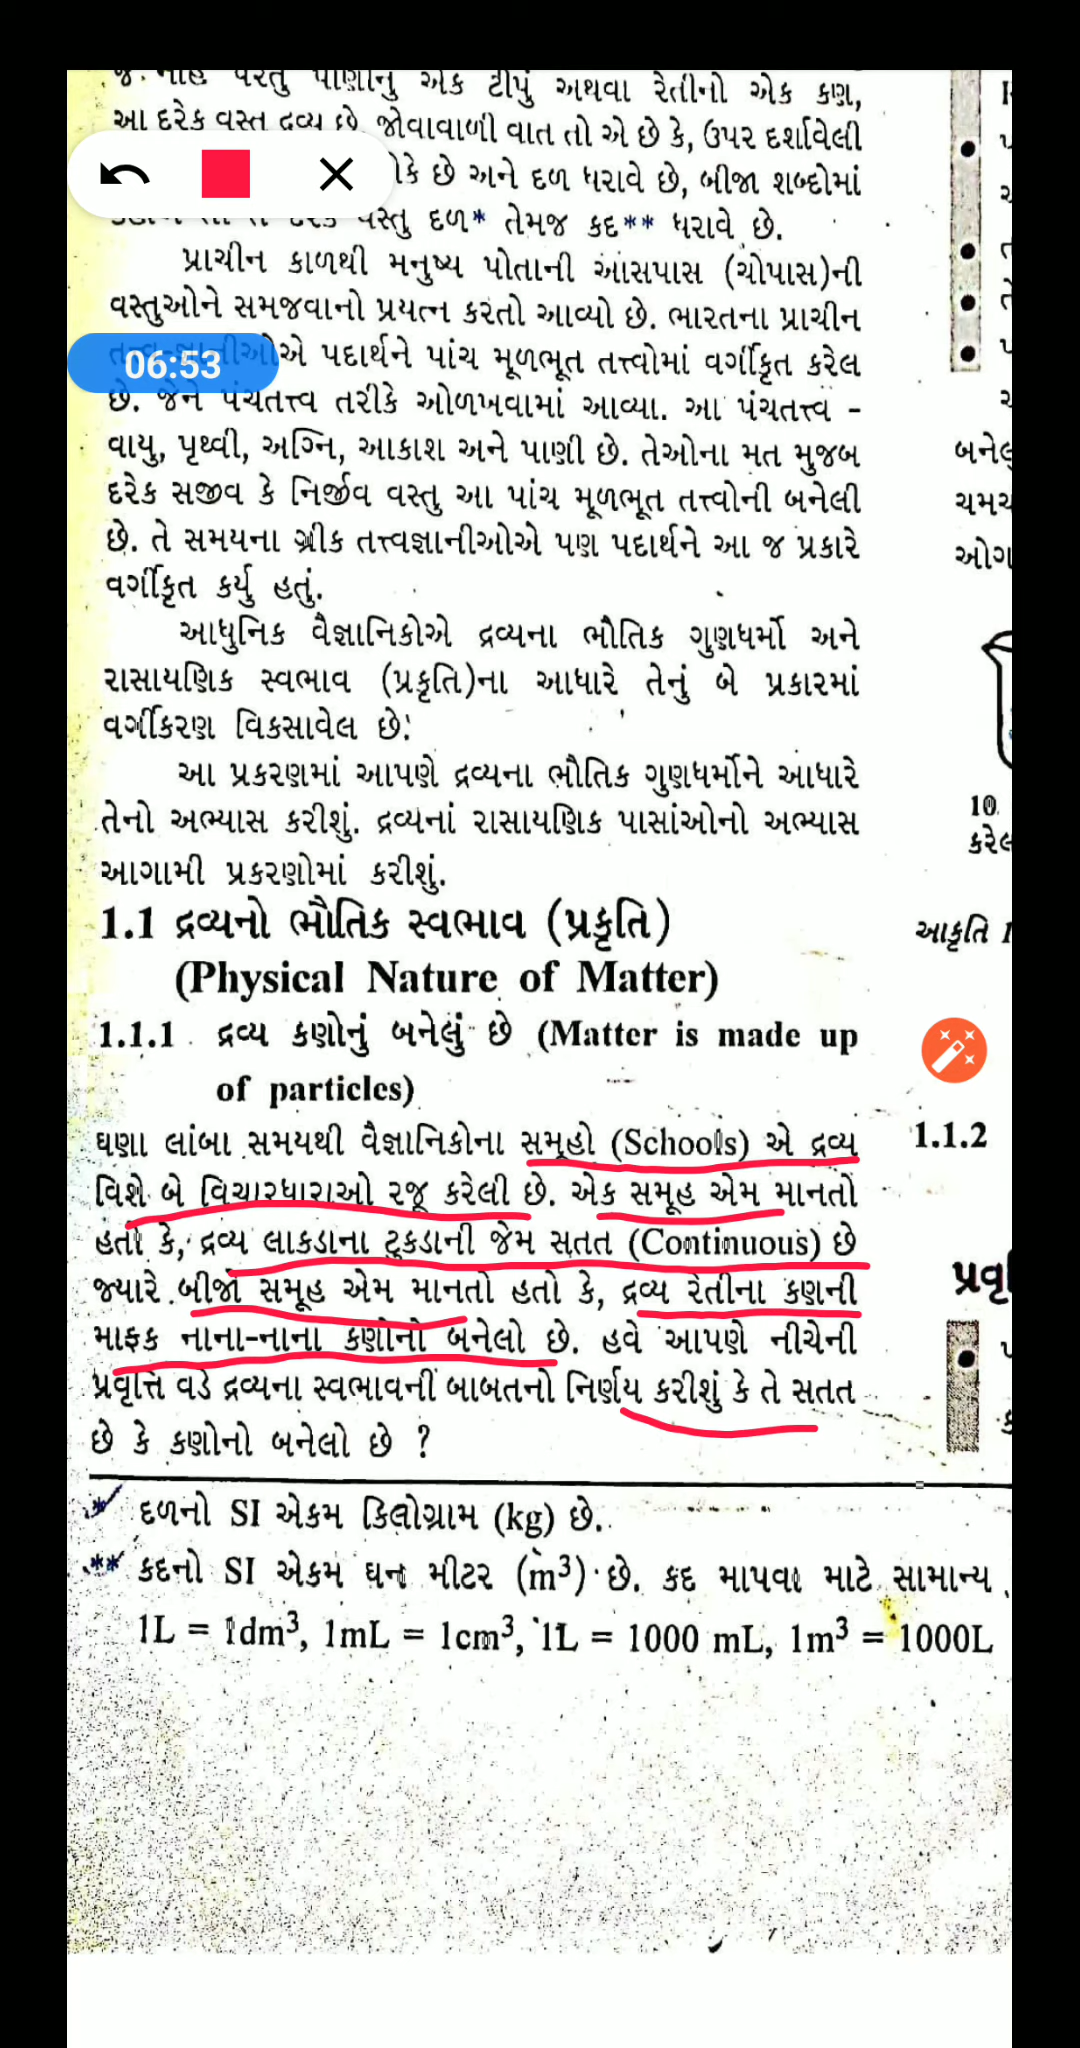 પરંતુ પાણીનું એક ટીપું અથવા રેતીનો એક કણ,
આ દરેક વસ્તુ દ્રવ્ય છે. જોવાવાળી વાત તો એ છે કે, ઉપર દર્શાવેલી
છે અને દળ ધરાવે છે, બીજા શબ્દોમાં
વસ્તુ દળ* તેમજ કદ** ધરાવે છે.
પ્રાચીન કાળથી મનુષ્ય પોતાની આસપાસ (ચોપાસ)ની
વસ્તુઓને સમજવાનો પ્રયત્ન કરતો આવ્યો છે. ભારતના પ્રાચીન
06:53
પદાર્થને પાંચ મૂળભૂત તત્ત્વોમાં વર્ગીકૃત કરેલ
છે. જેને પંચતત્ત્વ તરીકે ઓળખવામાં આવ્યા. આ પંચતત્ત્વ -
વાયુ, પૃથ્વી, અગ્નિ, આકાશ અને પાણી છે. તેઓના મત મુજબ
દરેક સજીવ કે નિર્જીવ વસ્તુ આ પાંચ મૂળભૂત તત્ત્વોની બનેલી
છે. તે સમયના ગ્રીક તત્ત્વજ્ઞાનીઓએ પણ પદાર્થને આ જ પ્રકારે
વર્ગીકૃત કર્યુ હતું.
આધુનિક વૈજ્ઞાનિકોએ દ્રવ્યના ભૌતિક ગુણધર્મો અને
રાસાયણિક સ્વભાવ (પ્રકૃતિ)ના આધારે તેનું બે પ્રકારમાં
વર્ગીકરણ વિકસાવેલ છે.
આ પ્રકરણમાં આપણે દ્રવ્યના ભૌતિક ગુણધર્મોને આધારે
તેનો અભ્યાસ કરીશું. દ્રવ્યનાં રાસાયણિક પાસાંઓનો અભ્યાસ
આગામી પ્રકરણોમાં કરીશું.
1.1 દ્રવ્યનો ભૌતિક સ્વભાવ (પ્રકૃતિ)
(Physical Nature of Matter)
1.1.1 દ્રવ્ય કણોનું બનેલું છે (Matter is made up
of particles)
ઘણા લાંબા સમયથી વૈજ્ઞાનિકોના સમૂહો (Schools) એ દ્રવ્ય
વિશે બે વિચારધારાઓ રજૂ કરેલી છે. એક સમૂહ એમ માનતો
હતો કે, દ્રવ્ય લાકડાના ટુકડાની જેમ સતત (Continuous) છે
જ્યારે બીજો સમૂહ એમ માનતો હતો કે, દ્રવ્ય રેતીના કણની
માફક નાના-નાના કણોનો બનેલો છે. હવે આપણે નીચેની
પ્રવૃત્તિ વડે દ્રવ્યના સ્વભાવની બાબતનો નિર્ણય કરીશું કે તે સતત
છે કે કણોનો બનેલો છે ?
* દળનો SI એકમ કિલોગ્રામ (kg) છે.
** કદનો SI એકમ ઘન મીટર (m³) છે. કદ માપવા માટે સામાન્ય
1L = 1dm³, 1mL = 1cm³, 1L = 1000 mL, 1m³ = 1000L
10
આકૃતિ
1.1.2